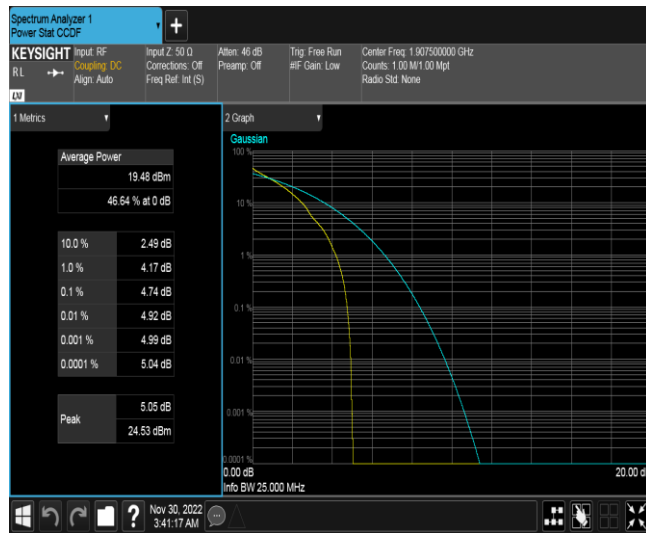 Spectrum Analyzer 1
Power Stat CCDF
+
KEYSIGHT
Input: RF
Coupling: DC
Align: Auto
Input Z: 50 Ω
Corrections: Off
Freq Ref: Int (S)
Atten: 46 dB
Preamp: Off
Trig: Free Run
#IF Gain: Low
Center Freq: 1.907500000 GHz
Counts: 1.00 M/1.00 Mpt
Radio Std: None
R L
LXI
1 Metrics
Average Power
19.48 dBm
46.64 % at 0 dB
10.0 % 2.49 dB
1.0 % 4.17 dB
0.1 % 4.74 dB
0.01 % 4.92 dB
0.001 % 4.99 dB
0.0001 % 5.04 dB
Peak
5.05 dB
24.53 dBm
2 Graph
Gaussian
100 %
10 %
1 %
0.1 %
0.01 %
0.001 %
0.0001 %
0.00 dB
20.00 d
Info BW 25.000 MHz
?
Nov 30, 2022
3:41:17 AM